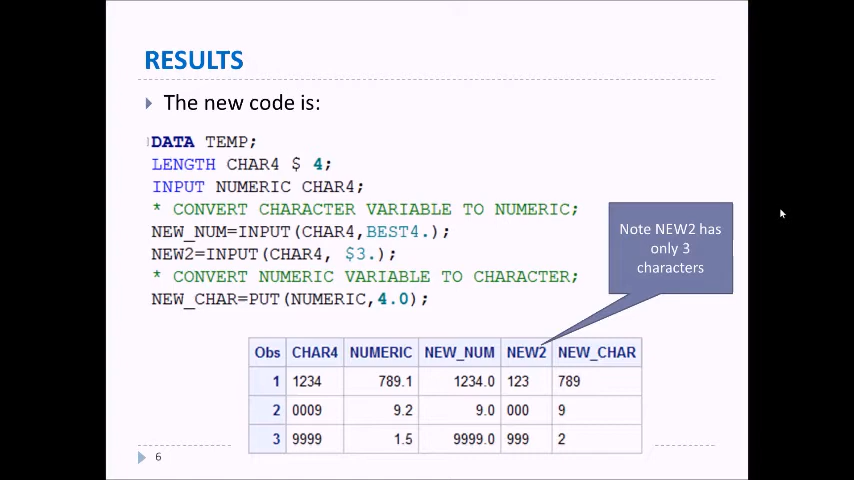 RESULTS
The new code is:
DATA TEMP;
LENGTH CHAR4 $ 4;
INPUT NUMERIC CHAR4;
* CONVERT CHARACTER VARIABLE TO NUMERIC;
NEW_NUM=INPUT(CHAR4,BEST4.);
NEW2=INPUT(CHAR4, $3.);
* CONVERT NUMERIC VARIABLE TO CHARACTER;
NEW_CHAR=PUT(NUMERIC,4.0);
Note NEW2 has
only 3
characters
Obs CHAR4 NUMERIC NEW_NUM NEW2 NEW_CHAR
1 1234 789.1 1234.0 123 789
2 0009 9.2 9.0 000 9
3 9999 1.5 9999.0 999 2
6